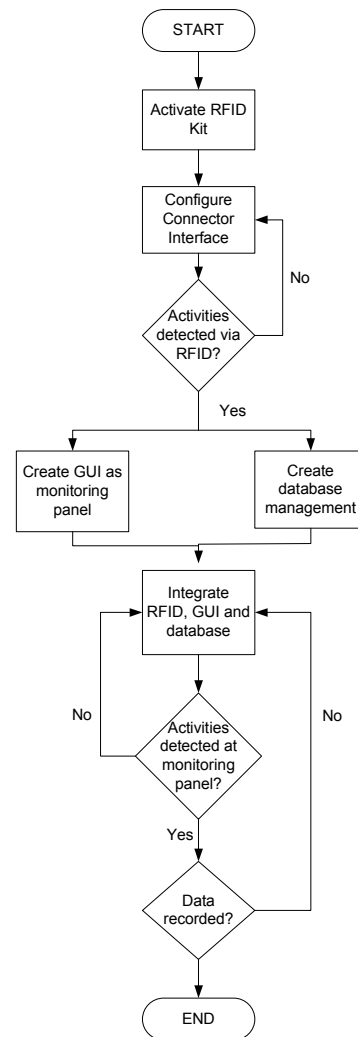 START
Activate RFID
Kit
Configure
Connector
Interface
No
Activities
detected via
RFID?
Yes
Create GUI as
monitoring
panel
Create
database
management
Integrate
RFID, GUI and
database
No
No
Activities
detected at
monitoring
panel?
Yes
Data
recorded?
END